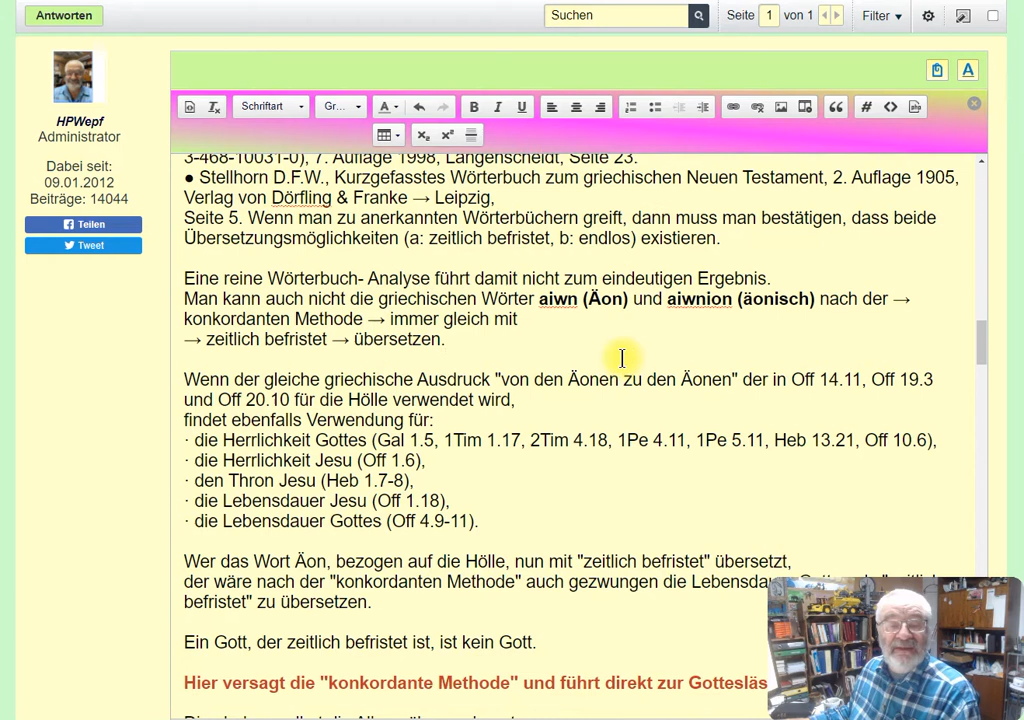 Antworten
Suchen
Seite 1 von 1
Filter
HPWepf
Administrator
Dabei seit:
09.01.2012
Beiträge: 14044
Teilen
Tweet
Schriftart
Gr...
3-468-10031-0), 7. Auflage 1998, Langenscheidt, Seite 23.
● Stellhorn D.F.W., Kurzgefasstes Wörterbuch zum griechischen Neuen Testament, 2. Auflage 1905,
Verlag von Dörfling & Franke → Leipzig,
Seite 5. Wenn man zu anerkannten Wörterbüchern greift, dann muss man bestätigen, dass beide
Übersetzungsmöglichkeiten (a: zeitlich befristet, b: endlos) existieren.
Eine reine Wörterbuch- Analyse führt damit nicht zum eindeutigen Ergebnis.
Man kann auch nicht die griechischen Wörter aiwn (Äon) und aiwnion (äonisch) nach der →
konkordanten Methode → immer gleich mit
→ zeitlich befristet → übersetzen.
Wenn der gleiche griechische Ausdruck "von den Äonen zu den Äonen" der in Off 14.11, Off 19.3
und Off 20.10 für die Hölle verwendet wird,
findet ebenfalls Verwendung für:
· die Herrlichkeit Gottes (Gal 1.5, 1Tim 1.17, 2Tim 4.18, 1Pe 4.11, 1Pe 5.11, Heb 13.21, Off 10.6),
· die Herrlichkeit Jesu (Off 1.6),
· den Thron Jesu (Heb 1.7-8),
· die Lebensdauer Jesu (Off 1.18),
· die Lebensdauer Gottes (Off 4.9-11).
Wer das Wort Äon, bezogen auf die Hölle, nun mit "zeitlich befristet" übersetzt,
der wäre nach der "konkordanten Methode" auch gezwungen die
befristet" zu übersetzen.
Ein Gott, der zeitlich befristet ist, ist kein Gott.
Hier versagt die "konkordante Methode" und führt direkt zur